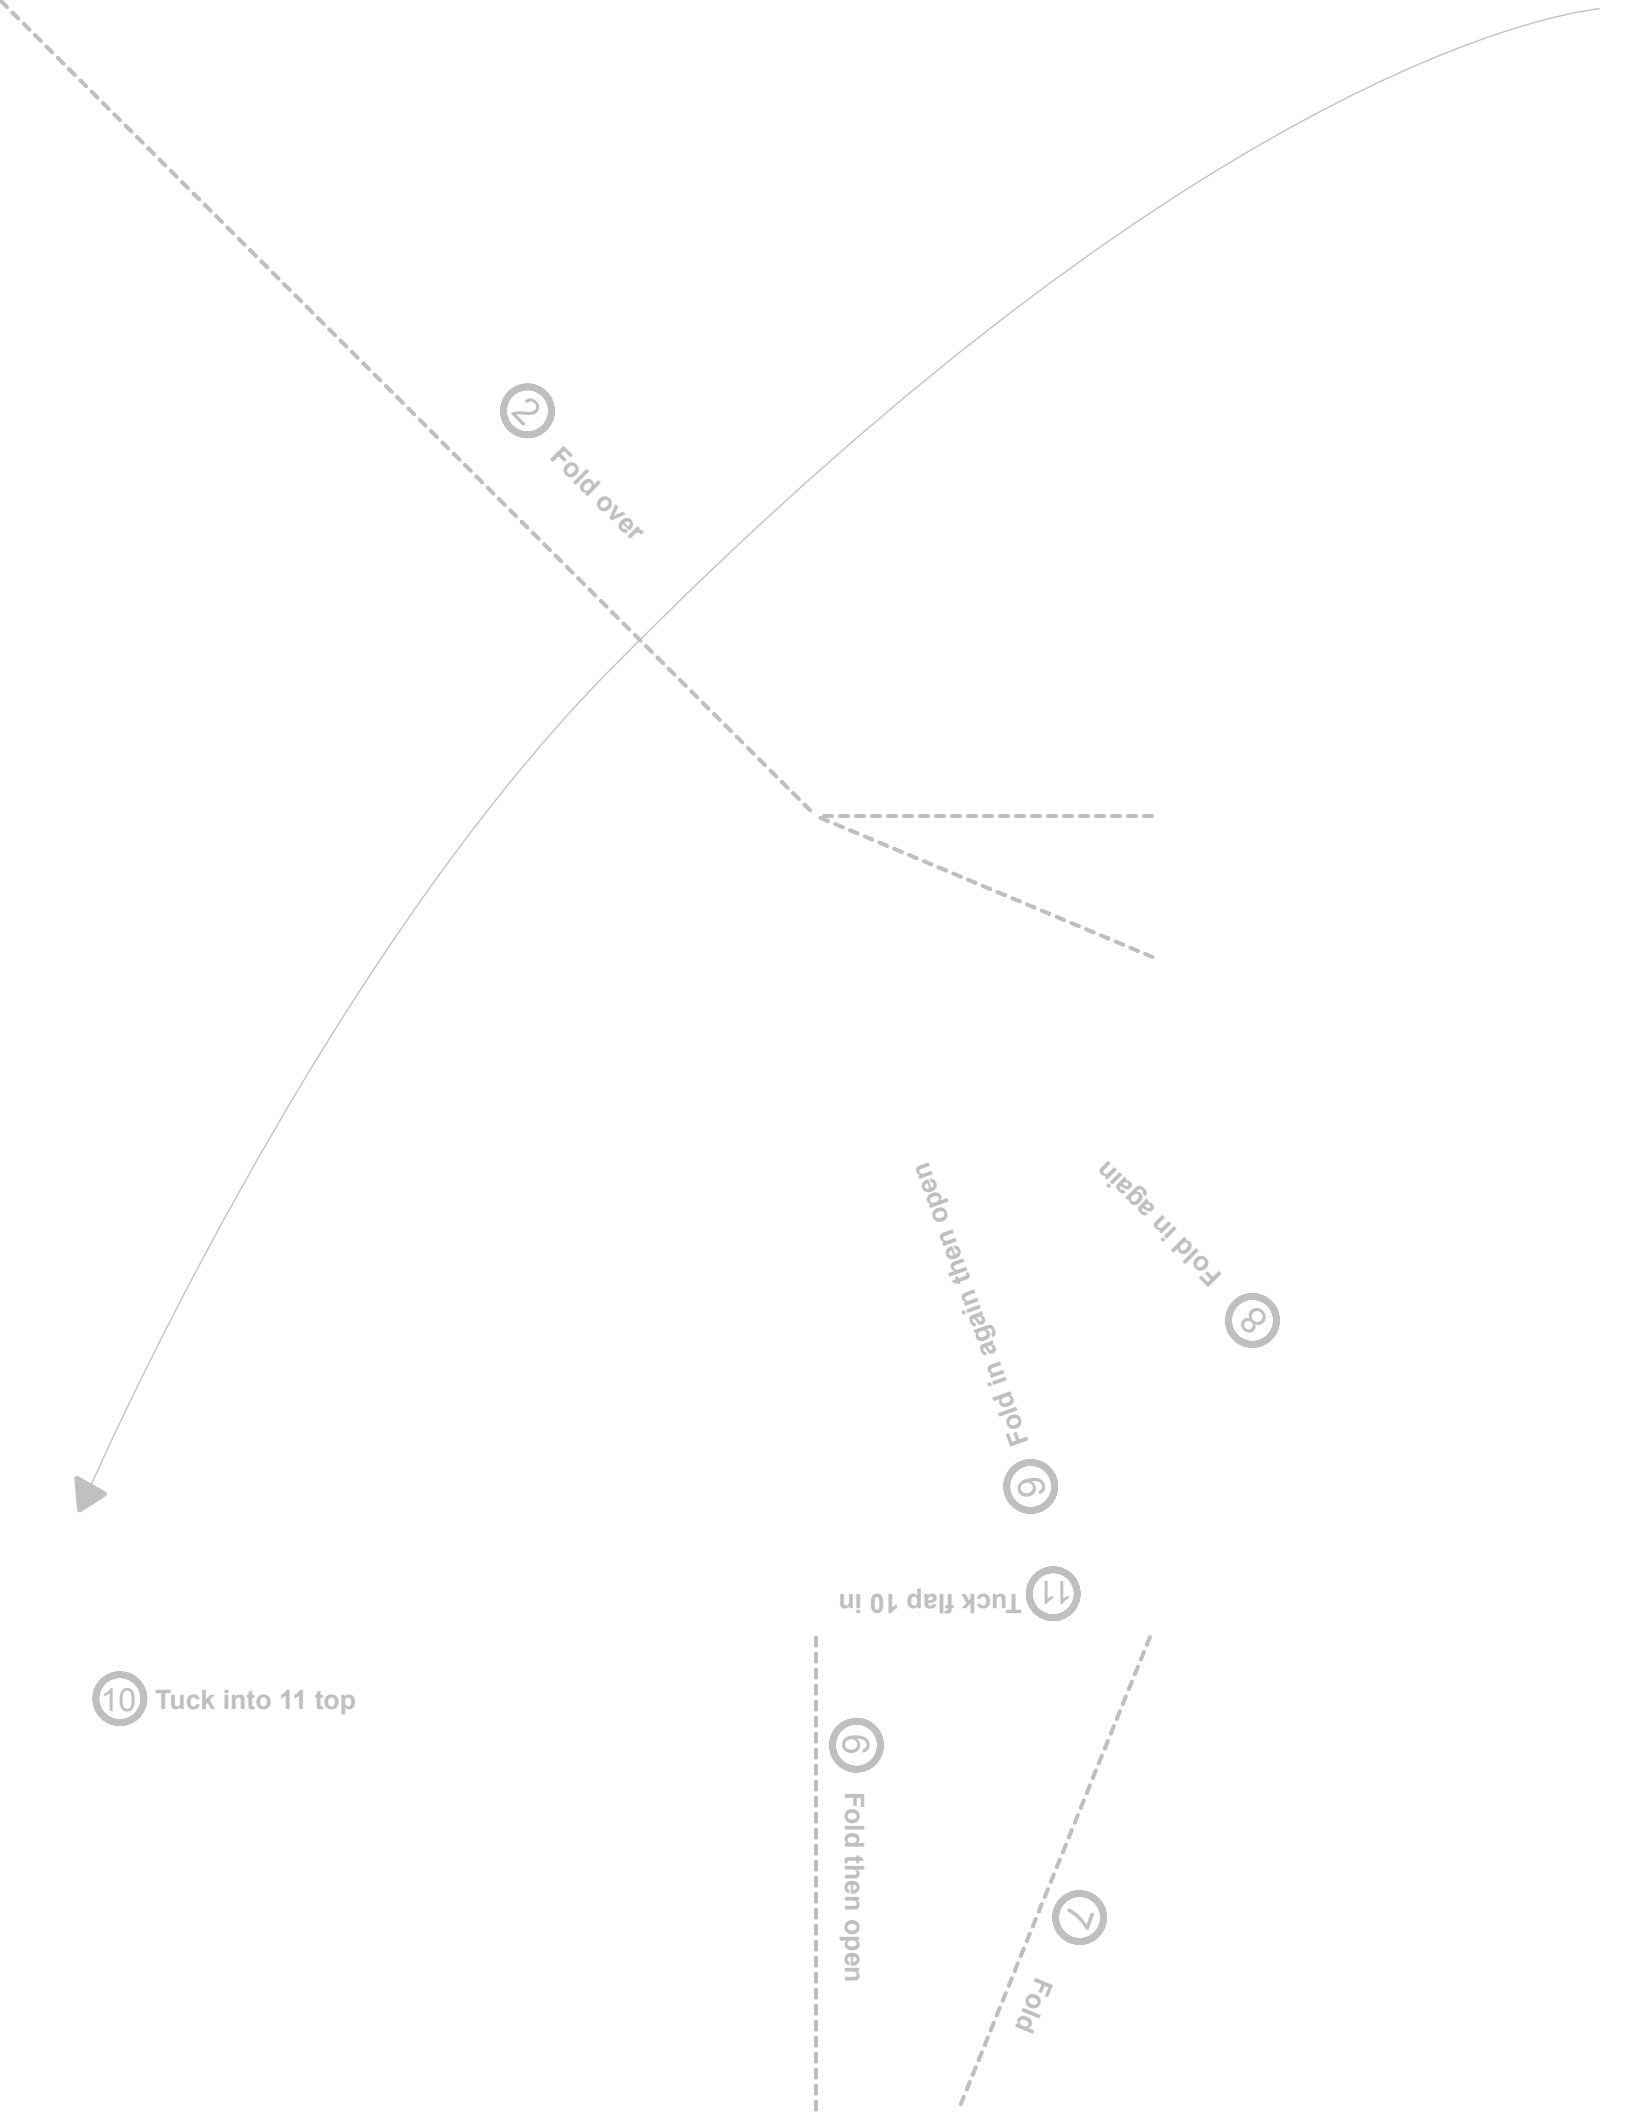 2 Fold over
8 Fold in again
9 Fold in again then open
11 Tuck flap 10 in
10 Tuck into 11 top
6 Fold then open
7 Fold